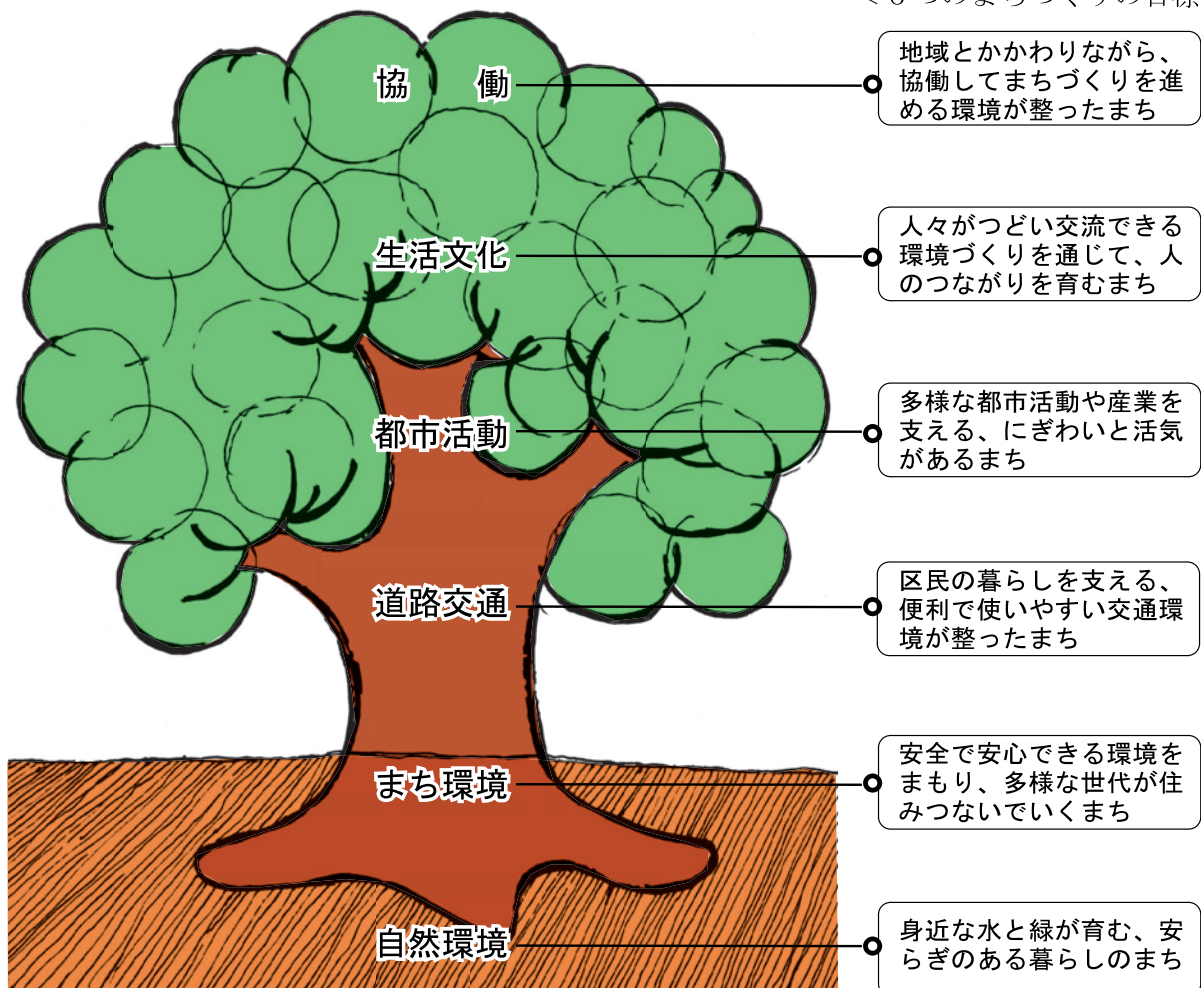 協 働
地域とかかわりながら、
協働してまちづくりを進
める環境が整ったまち
生活文化
人々がつどい交流できる
環境づくりを通じて、人
のつながりを育むまち
都市活動
多様な都市活動や産業を
支える、にぎわいと活気
があるまち
道路交通
区民の暮らしを支える、
便利で使いやすい交通環
境が整ったまち
まち環境
安全で安心できる環境を
まもり、多様な世代が住
みつないでいくまち
自然環境
身近な水と緑が育む、安
らぎのある暮らしのまち